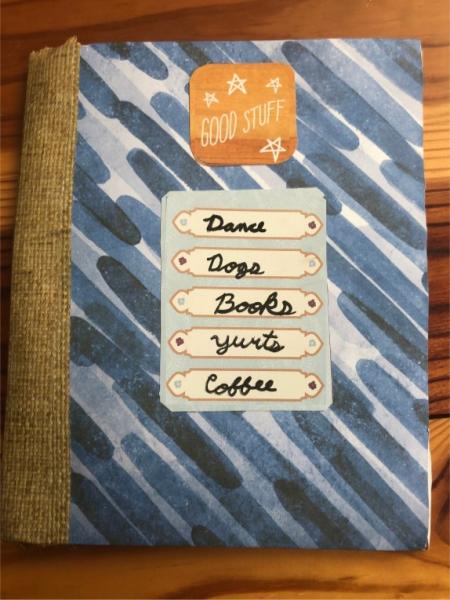 GOOD STUFF
Dance
Dogs
Books
yurts
Coffee